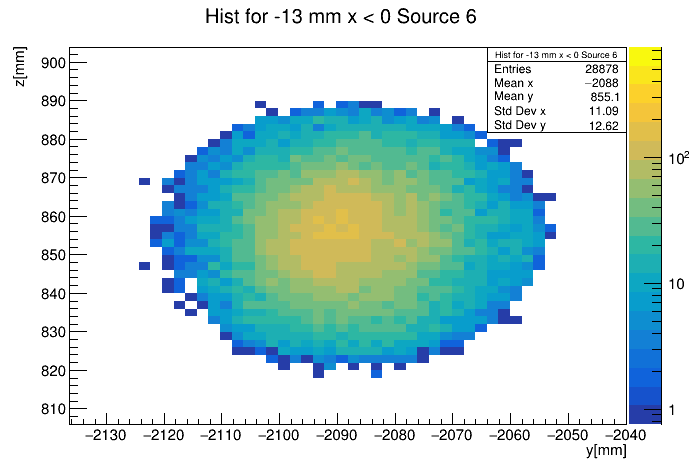 Hist for -13 mm x < 0 Source 6
z[mm]
Hist for -13 mm x < 0 Source 6
Entries 28878
Mean x −2088
Mean y 855.1
Std Dev x 11.09
Std Dev y 12.62
900
890
880
870
860
850
840
830
820
810
10²
10
1
−2130 −2120 −2110 −2100 −2090 −2080 −2070 −2060 −2050 −2040
y[mm]